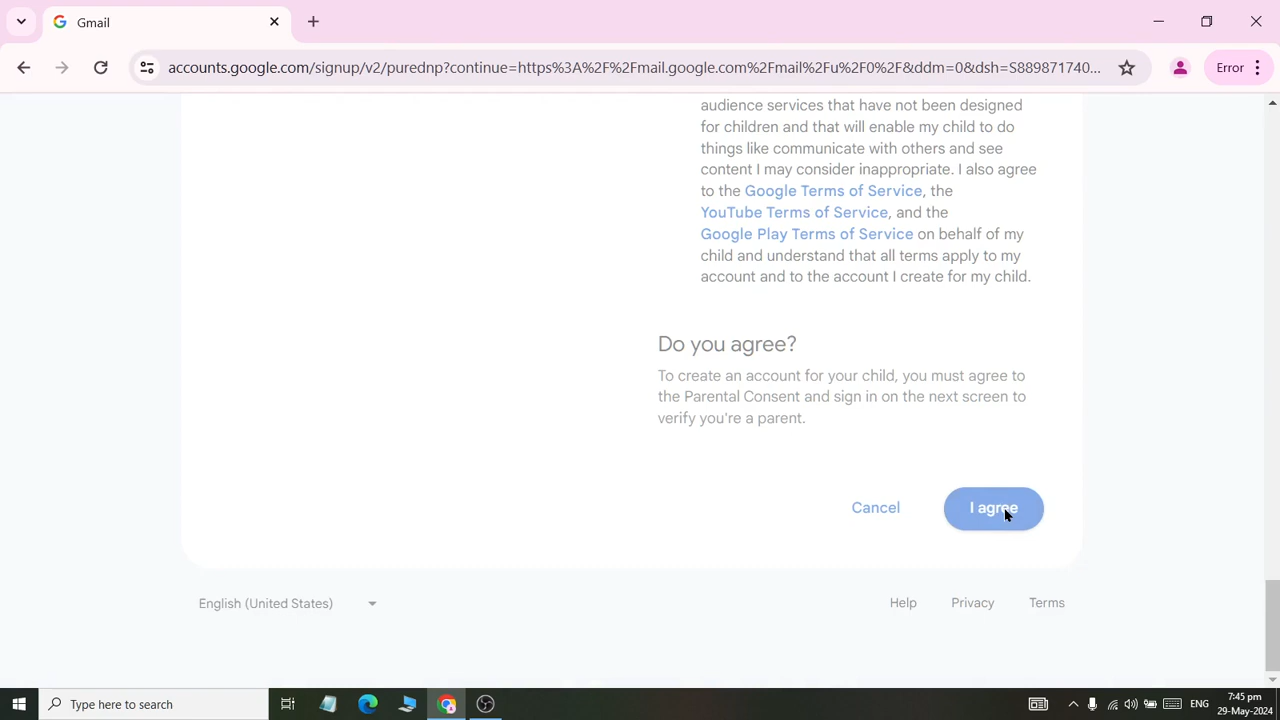 Gmail
accounts.google.com/signup/v2/purednp?continue=https%3A%2F%2Fmail.google.com%2Fmail%2Fu%2F0%2F&ddm=0&dsh=S889871740...
Error
audience services that have not been designed
for children and that will enable my child to do
things like communicate with others and see
content I may consider inappropriate. I also agree
to the Google Terms of Service, the
YouTube Terms of Service, and the
Google Play Terms of Service on behalf of my
child and understand that all terms apply to my
account and to the account I create for my child.
Do you agree?
To create an account for your child, you must agree to
the Parental Consent and sign in on the next screen to
verify you're a parent.
Cancel
I agree
English (United States)
Help Privacy Terms
Type here to search
ENG
7:45 pm
29-May-2024